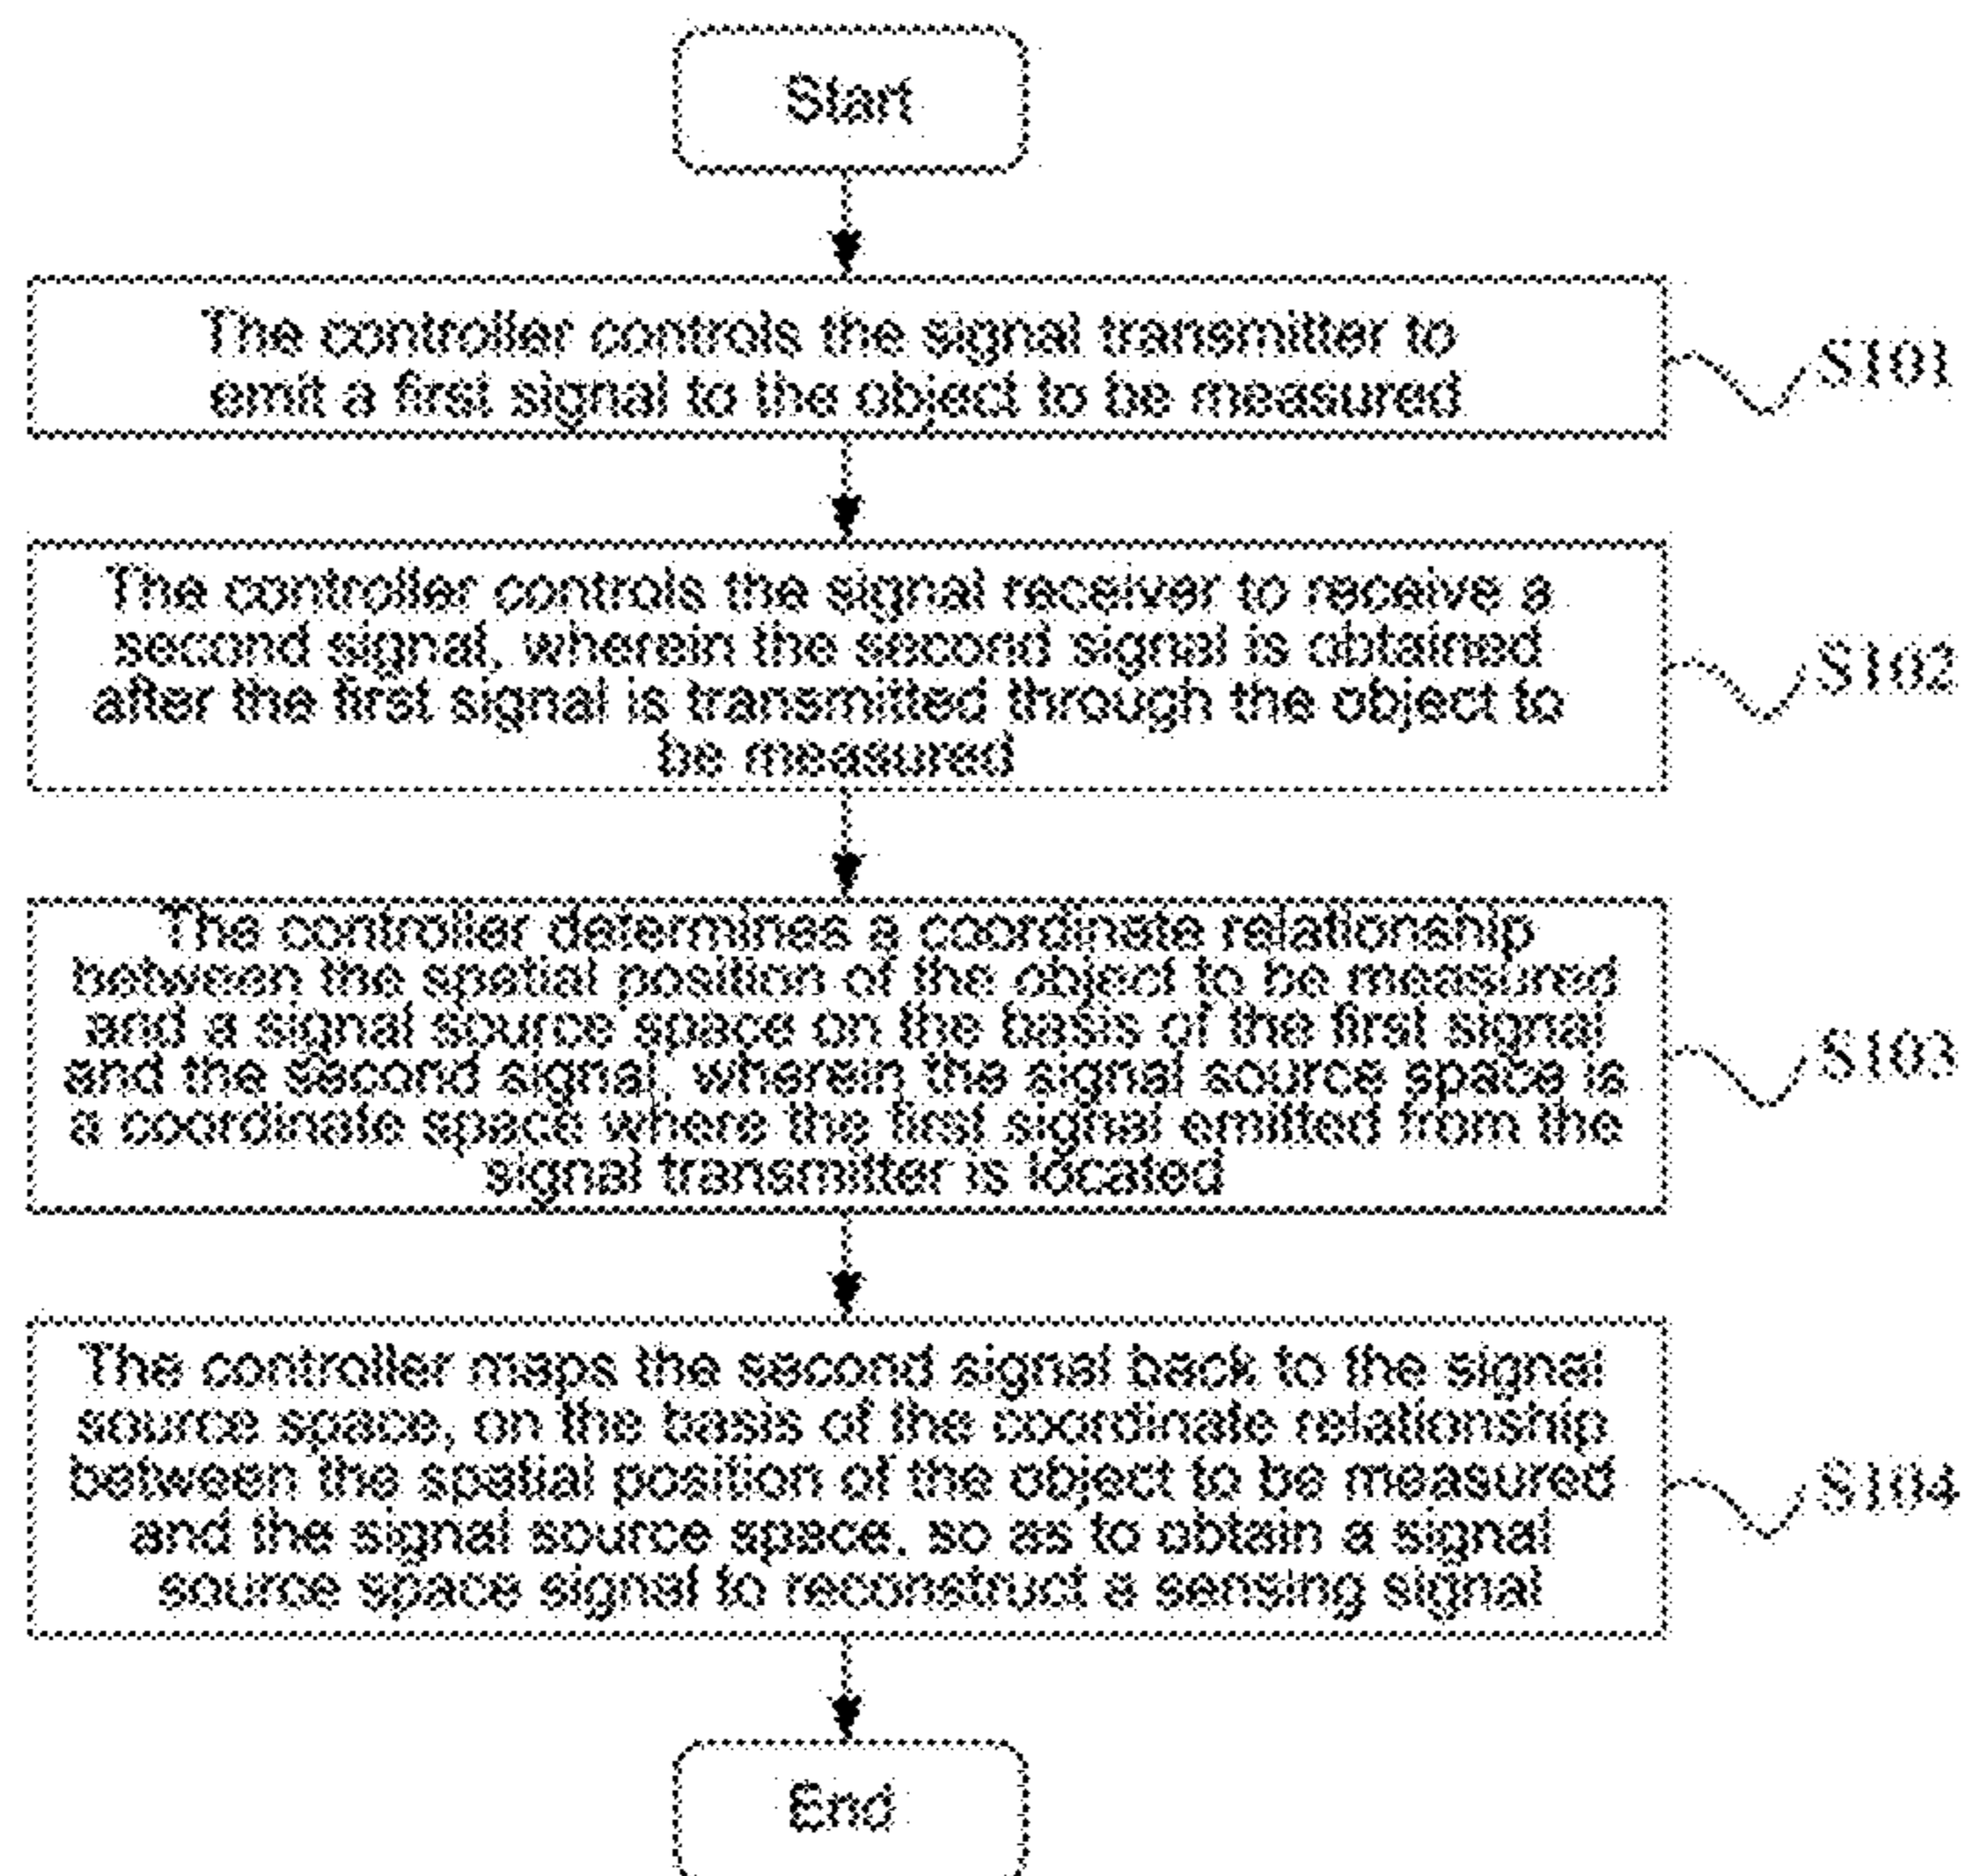 Start
The controller controls the signal transmitter to
emit a first signal to the object to be measured
S101
The controller controls the signal receiver to receive a
second signal, wherein the second signal is obtained
after the first signal is transmitted through the object to
be measured
S102
The controller determines a coordinate relationship
between the spatial position of the object to be measured
and a signal source space on the basis of the first signal
and the second signal, wherein the signal source space is
a coordinate space where the first signal emitted from the
signal transmitter is located
S103
The controller maps the second signal back to the signal
source space, on the basis of the coordinate relationship
between the spatial position of the object to be measured
and the signal source space, so as to obtain a signal
source space signal to reconstruct a sensing signal
S104
End